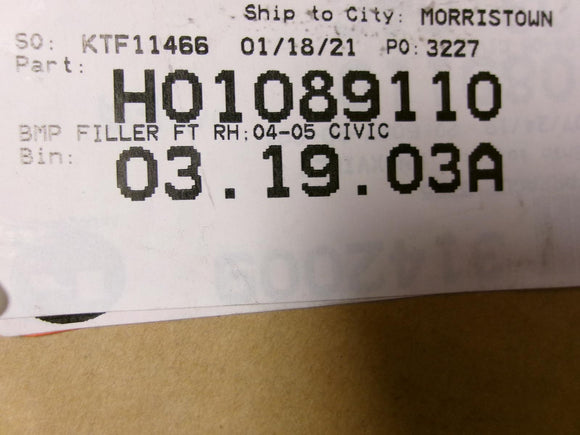 Ship to City: MORRISTOWN
SO: KTF11466 01/18/21 PO:3227
Part:
HO1089110
BMP FILLER FT RH:04-05 CIVIC
Bin:
03.19.03A